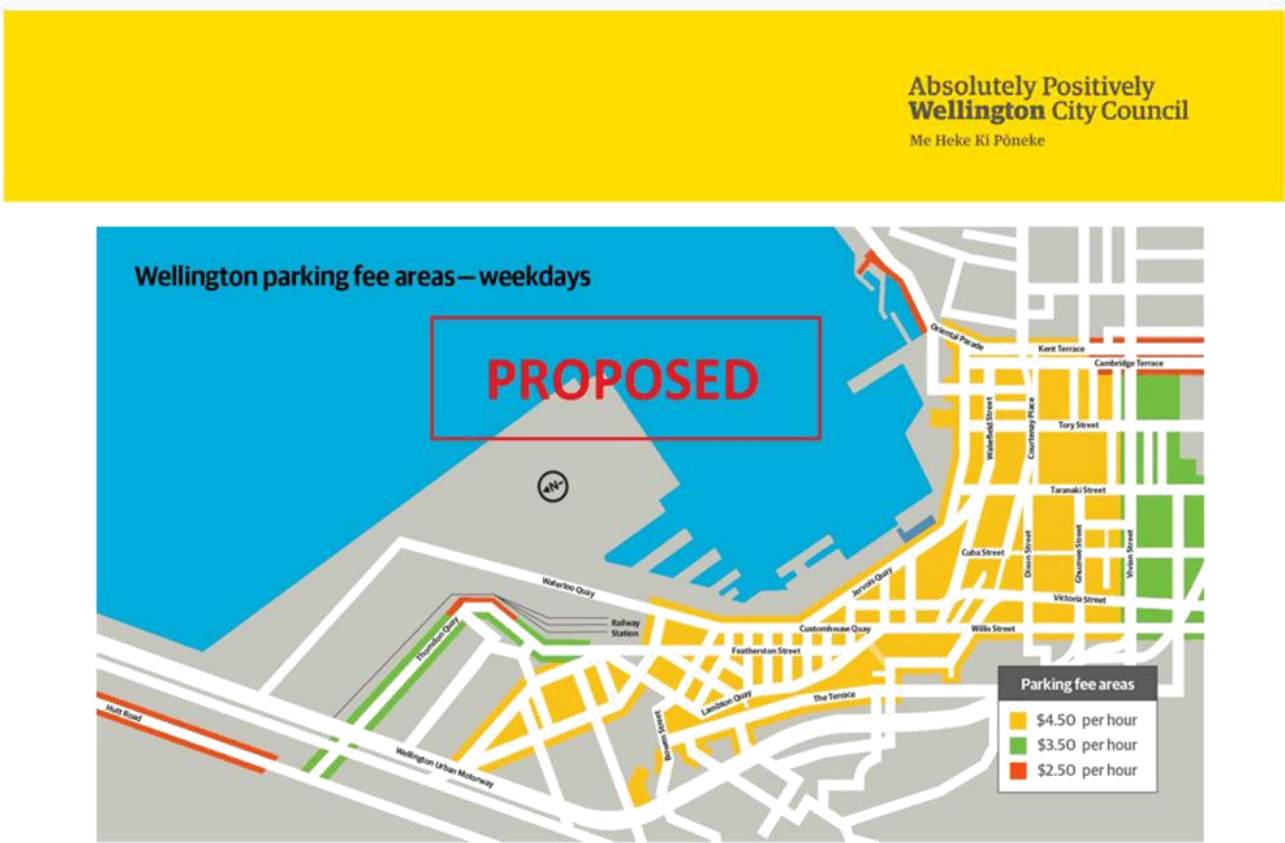 Absolutely Positively
Wellington City Council
Me Heke Ki Pōneke
Wellington parking fee areas – weekdays
PROPOSED
N
Oriental Parade
Kent Terrace
Cambridge Terrace
Wakefield Street
Courtenay Place
Tory Street
Taranaki Street
Cuba Street
Dixon Street
Ghuznee Street
Vivian Street
Jervois Quay
Victoria Street
Waterloo Quay
Railway
Station
Customhouse Quay
Willis Street
Thorndon Quay
Featherston Street
Lambton Quay
The Terrace
Bowen Street
Hutt Road
Wellington Urban Motorway
Parking fee areas
$4.50 per hour
$3.50 per hour
$2.50 per hour